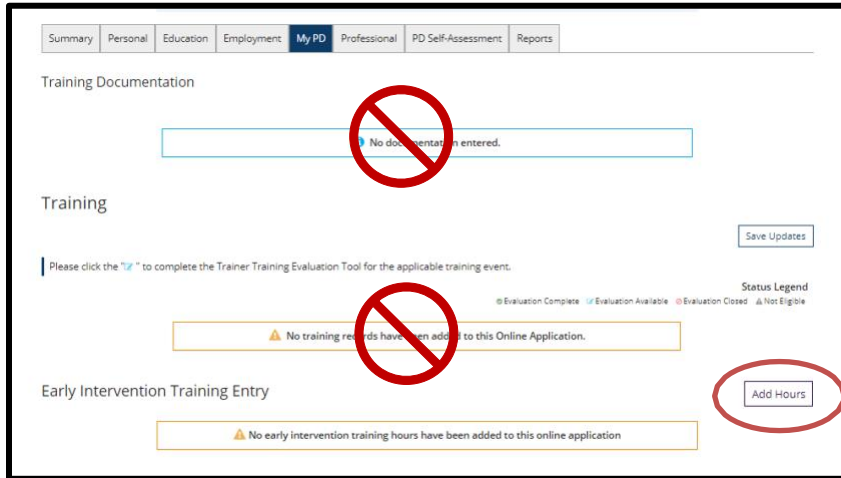 Summary Personal Education Employment My PD Professional PD Self-Assessment Reports
Training Documentation
No documentation entered.
Training
Save Updates
Please click the " " to complete the Trainer Training Evaluation Tool for the applicable training event.
Status Legend
Evaluation Complete Evaluation Available Evaluation Closed Not Eligible
No training records have been added to this Online Application.
Early Intervention Training Entry
Add Hours
No early intervention training hours have been added to this online application